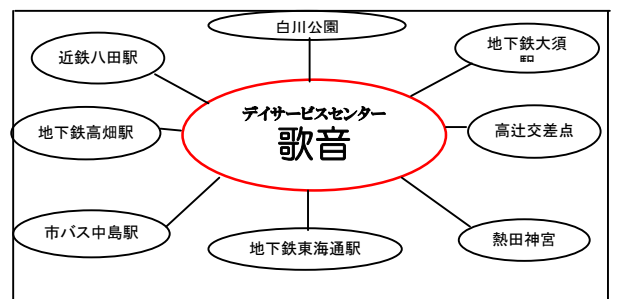 白川公園
近鉄八田駅
地下鉄大須
デイサービスセンター
歌音
地下鉄高畑駅
高辻交差点
市バス中島駅
地下鉄東海通駅
熱田神宮